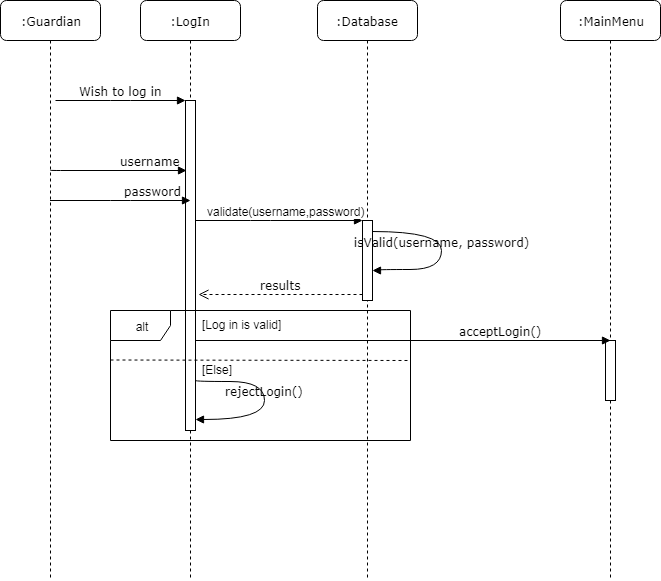 :Guardian
:LogIn
:Database
:MainMenu
Wish to log in
username
password
validate(username,password)
isValid(username, password)
results
alt
[Log in is valid]
acceptLogin()
[Else]
rejectLogin()